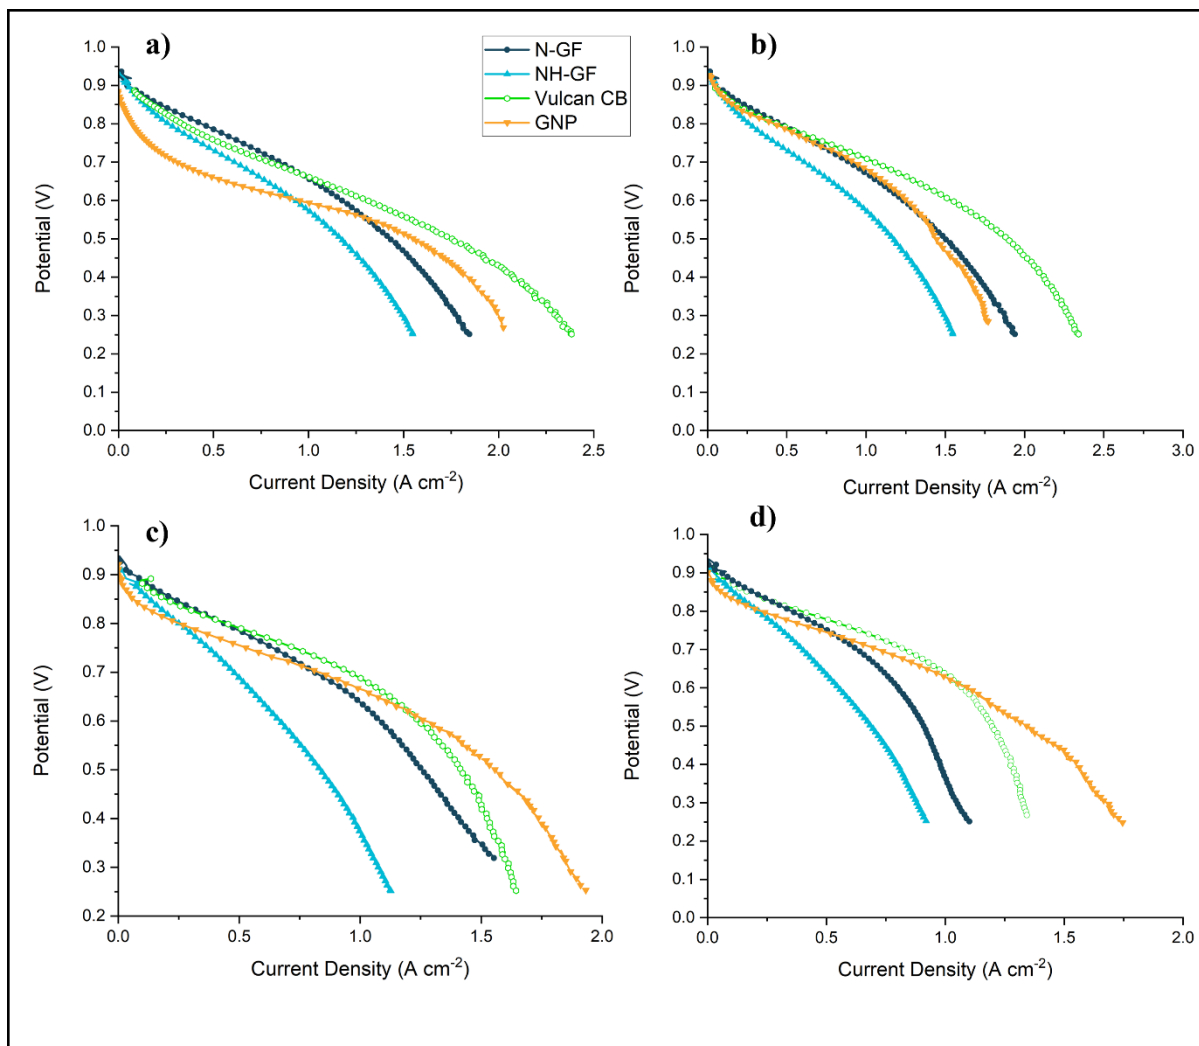 a)
N-GF
NH-GF
Vulcan CB
GNP
1.0
0.9
0.8
0.7
0.6
0.5
0.4
0.3
0.2
0.1
0.0
Potential (V)
0.0 0.5 1.0 1.5 2.0 2.5
Current Density (A cm⁻²)
b)
1.0
0.9
0.8
0.7
0.6
0.5
0.4
0.3
0.2
0.1
0.0
Potential (V)
0.0 0.5 1.0 1.5 2.0 2.5 3.0
Current Density (A cm⁻²)
c)
1.0
0.9
0.8
0.7
0.6
0.5
0.4
0.3
0.2
Potential (V)
0.0 0.5 1.0 1.5 2.0
Current Density (A cm⁻²)
d)
1.0
0.9
0.8
0.7
0.6
0.5
0.4
0.3
0.2
0.1
0.0
Potential (V)
0.0 0.5 1.0 1.5 2.0
Current Density (A cm⁻²)